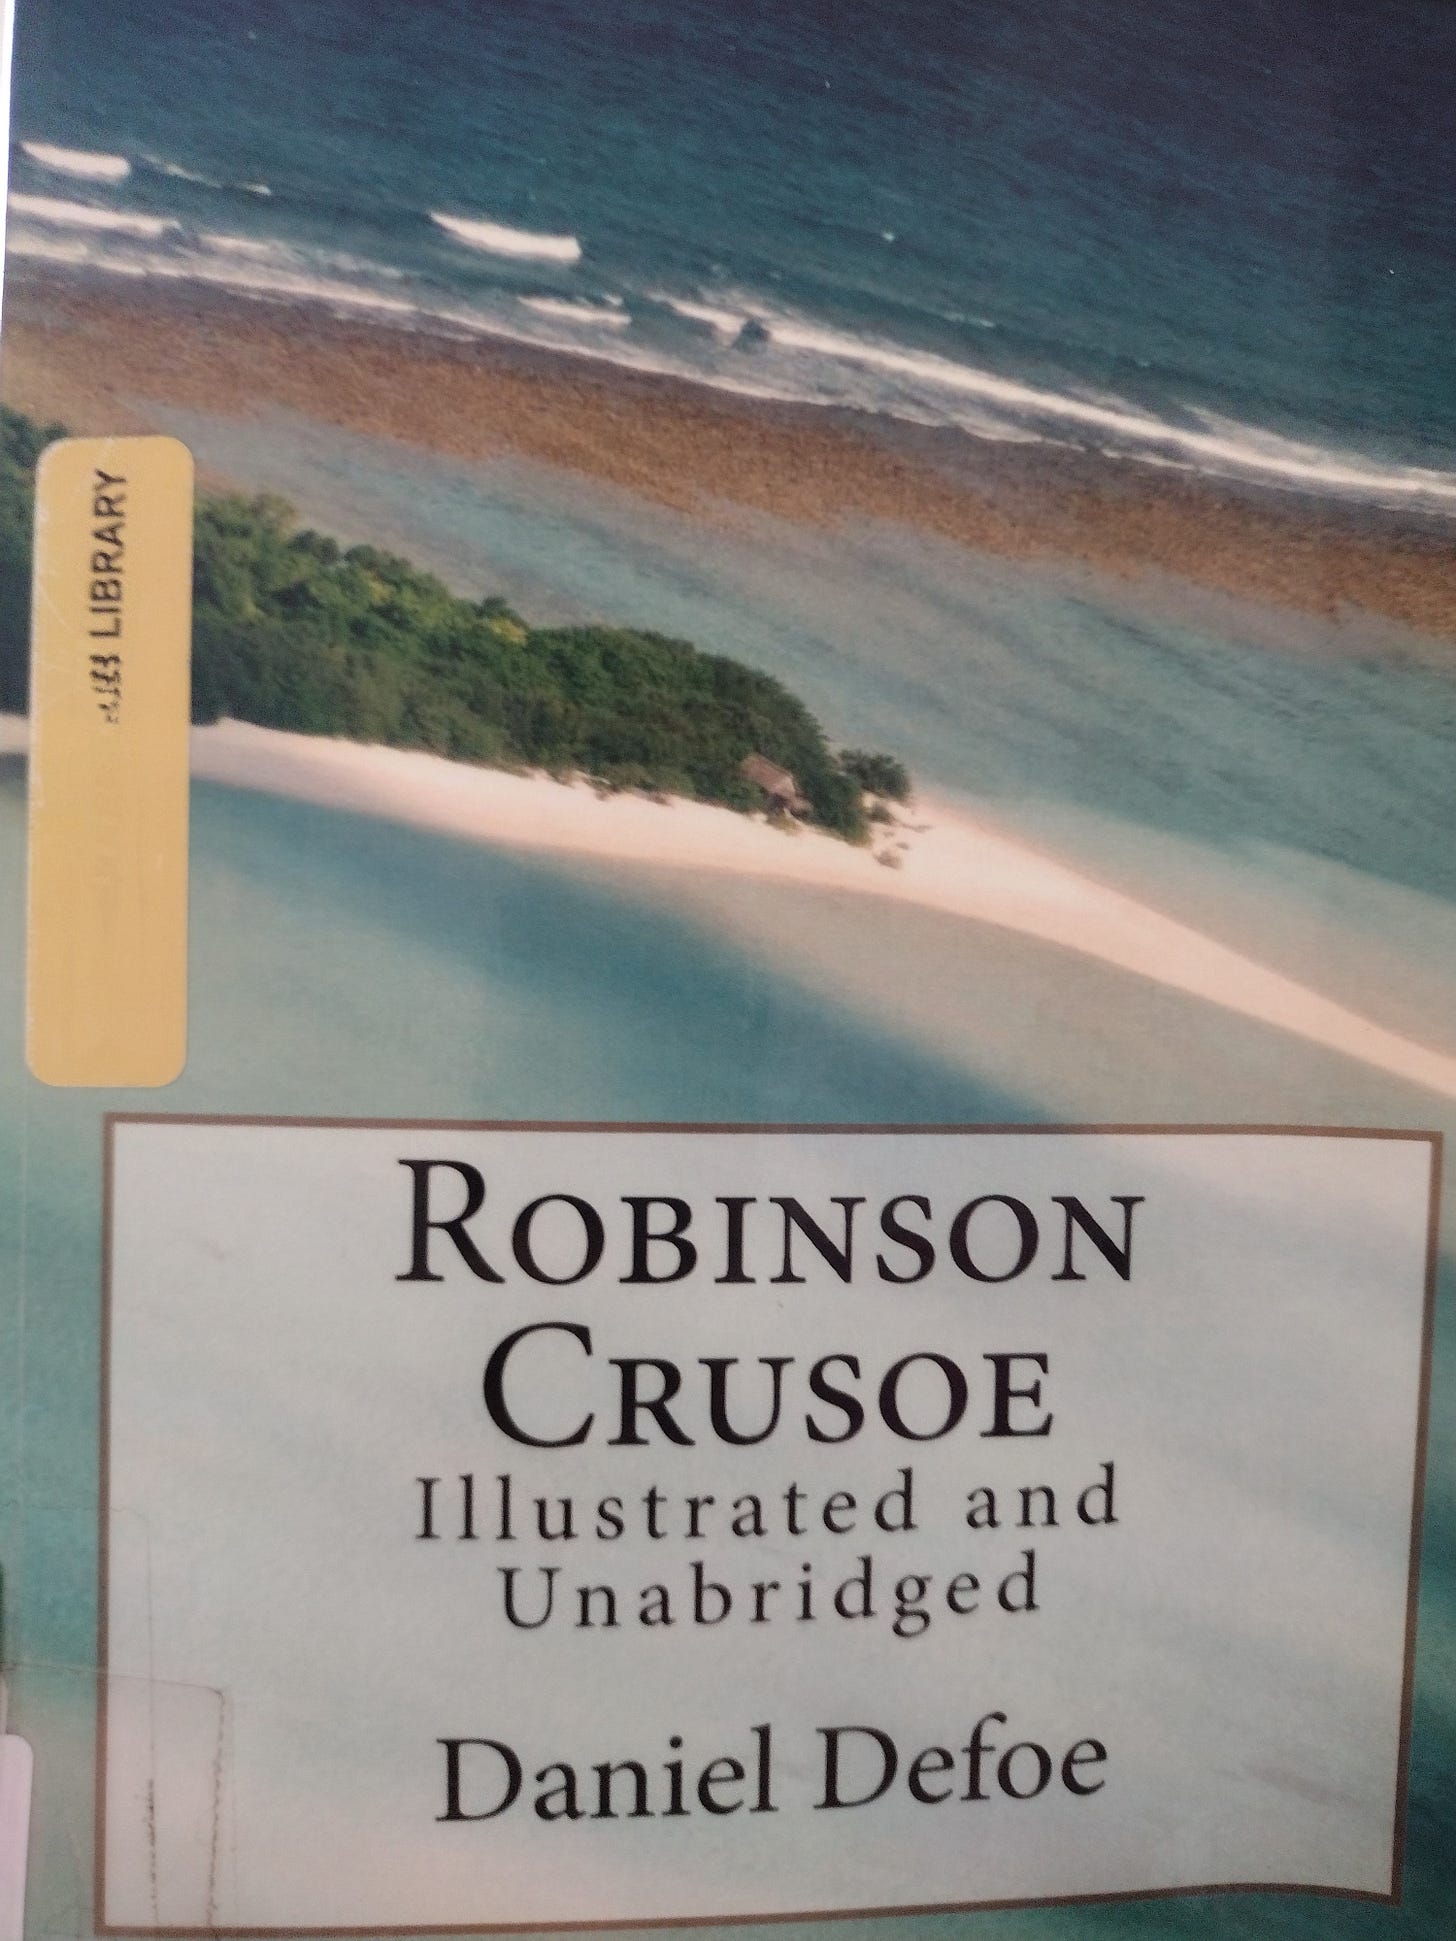 LIBRARY
ROBINSON
CRUSOE
Illustrated and
Unabridged
Daniel Defoe